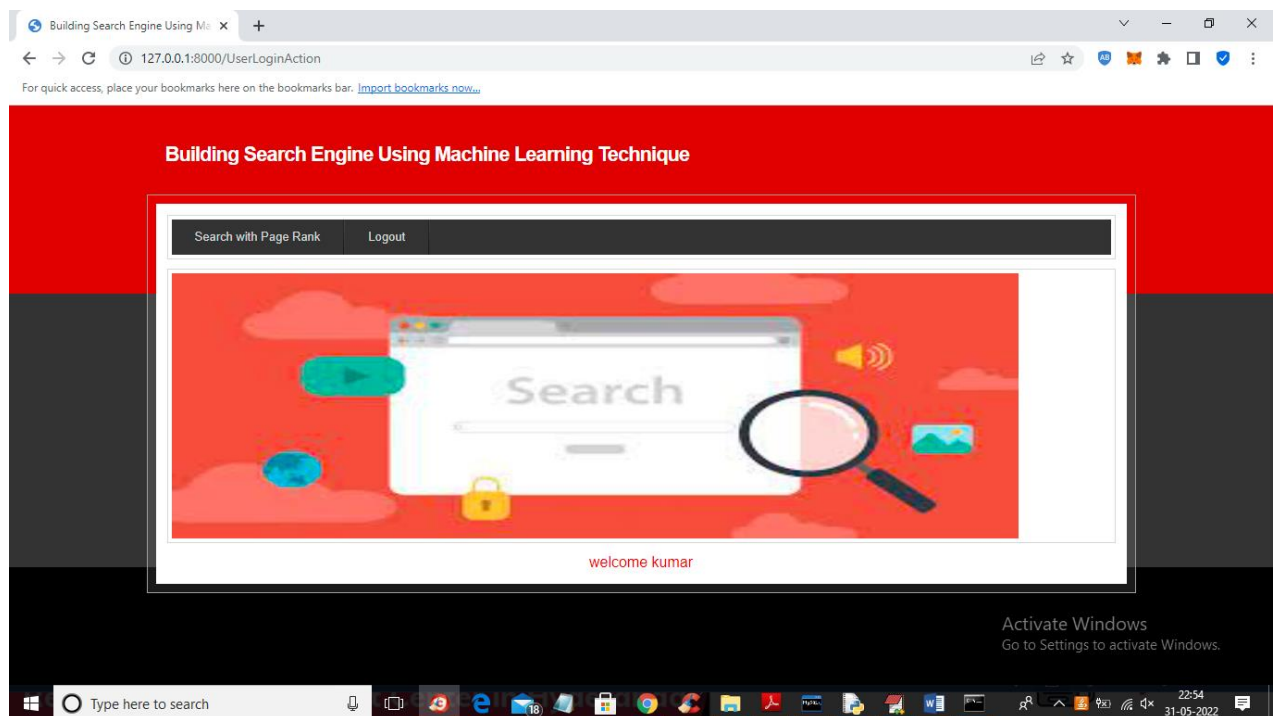 Building Search Engine Using Ma
127.0.0.1:8000/UserLoginAction
For quick access, place your bookmarks here on the bookmarks bar. Import bookmarks now...
Building Search Engine Using Machine Learning Technique
Search with Page Rank Logout
Search
welcome kumar
Activate Windows
Go to Settings to activate Windows.
Type here to search
18
22:54
31-05-2022